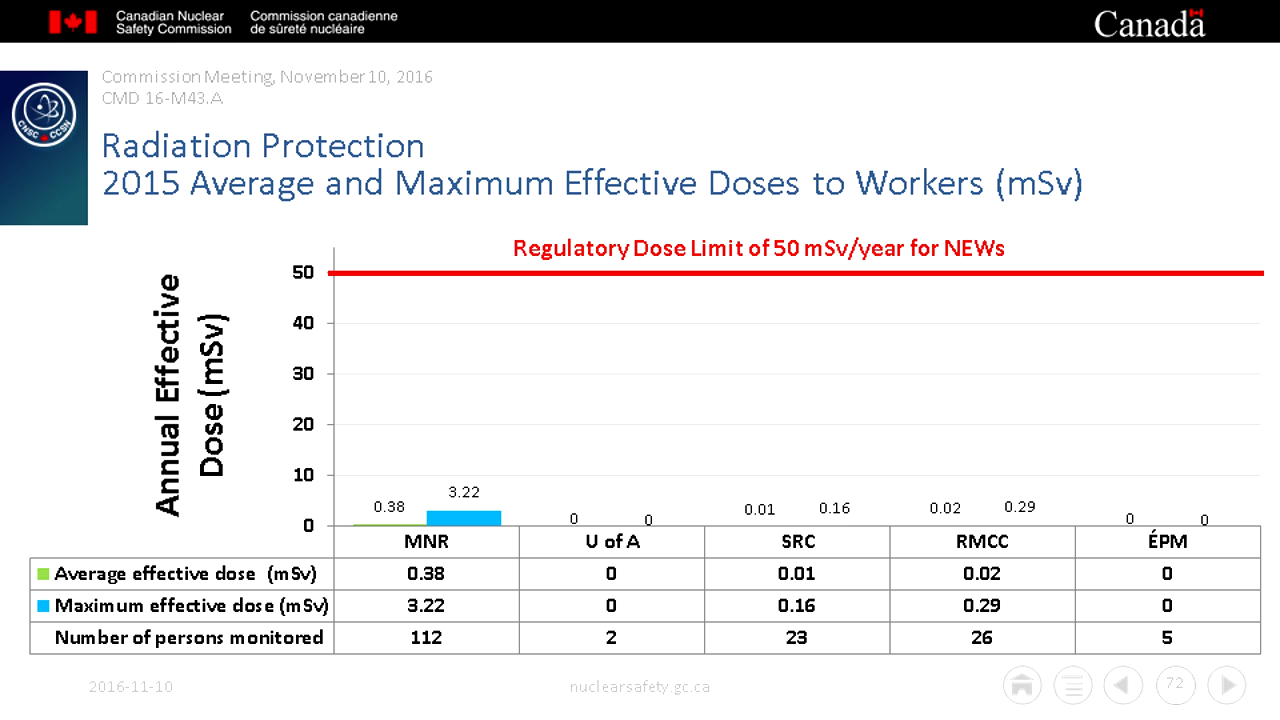 Canadian Nuclear Safety Commission
Commission canadienne de sûreté nucléaire
Canada
Commission Meeting, November 10, 2016
CMD 16-M43.A
CNSC CCSN
Radiation Protection
2015 Average and Maximum Effective Doses to Workers (mSv)
Regulatory Dose Limit of 50 mSv/year for NEWs
Annual Effective
Dose (mSv)
50
40
30
20
10
0
0.38 3.22 0 0 0.01 0.16 0.02 0.29 0 0
MNR U of A SRC RMCC ÉPM
Average effective dose (mSv) 0.38 0 0.01 0.02 0
Maximum effective dose (mSv) 3.22 0 0.16 0.29 0
Number of persons monitored 112 2 23 26 5
2016-11-10 nuclearsafety.gc.ca 72